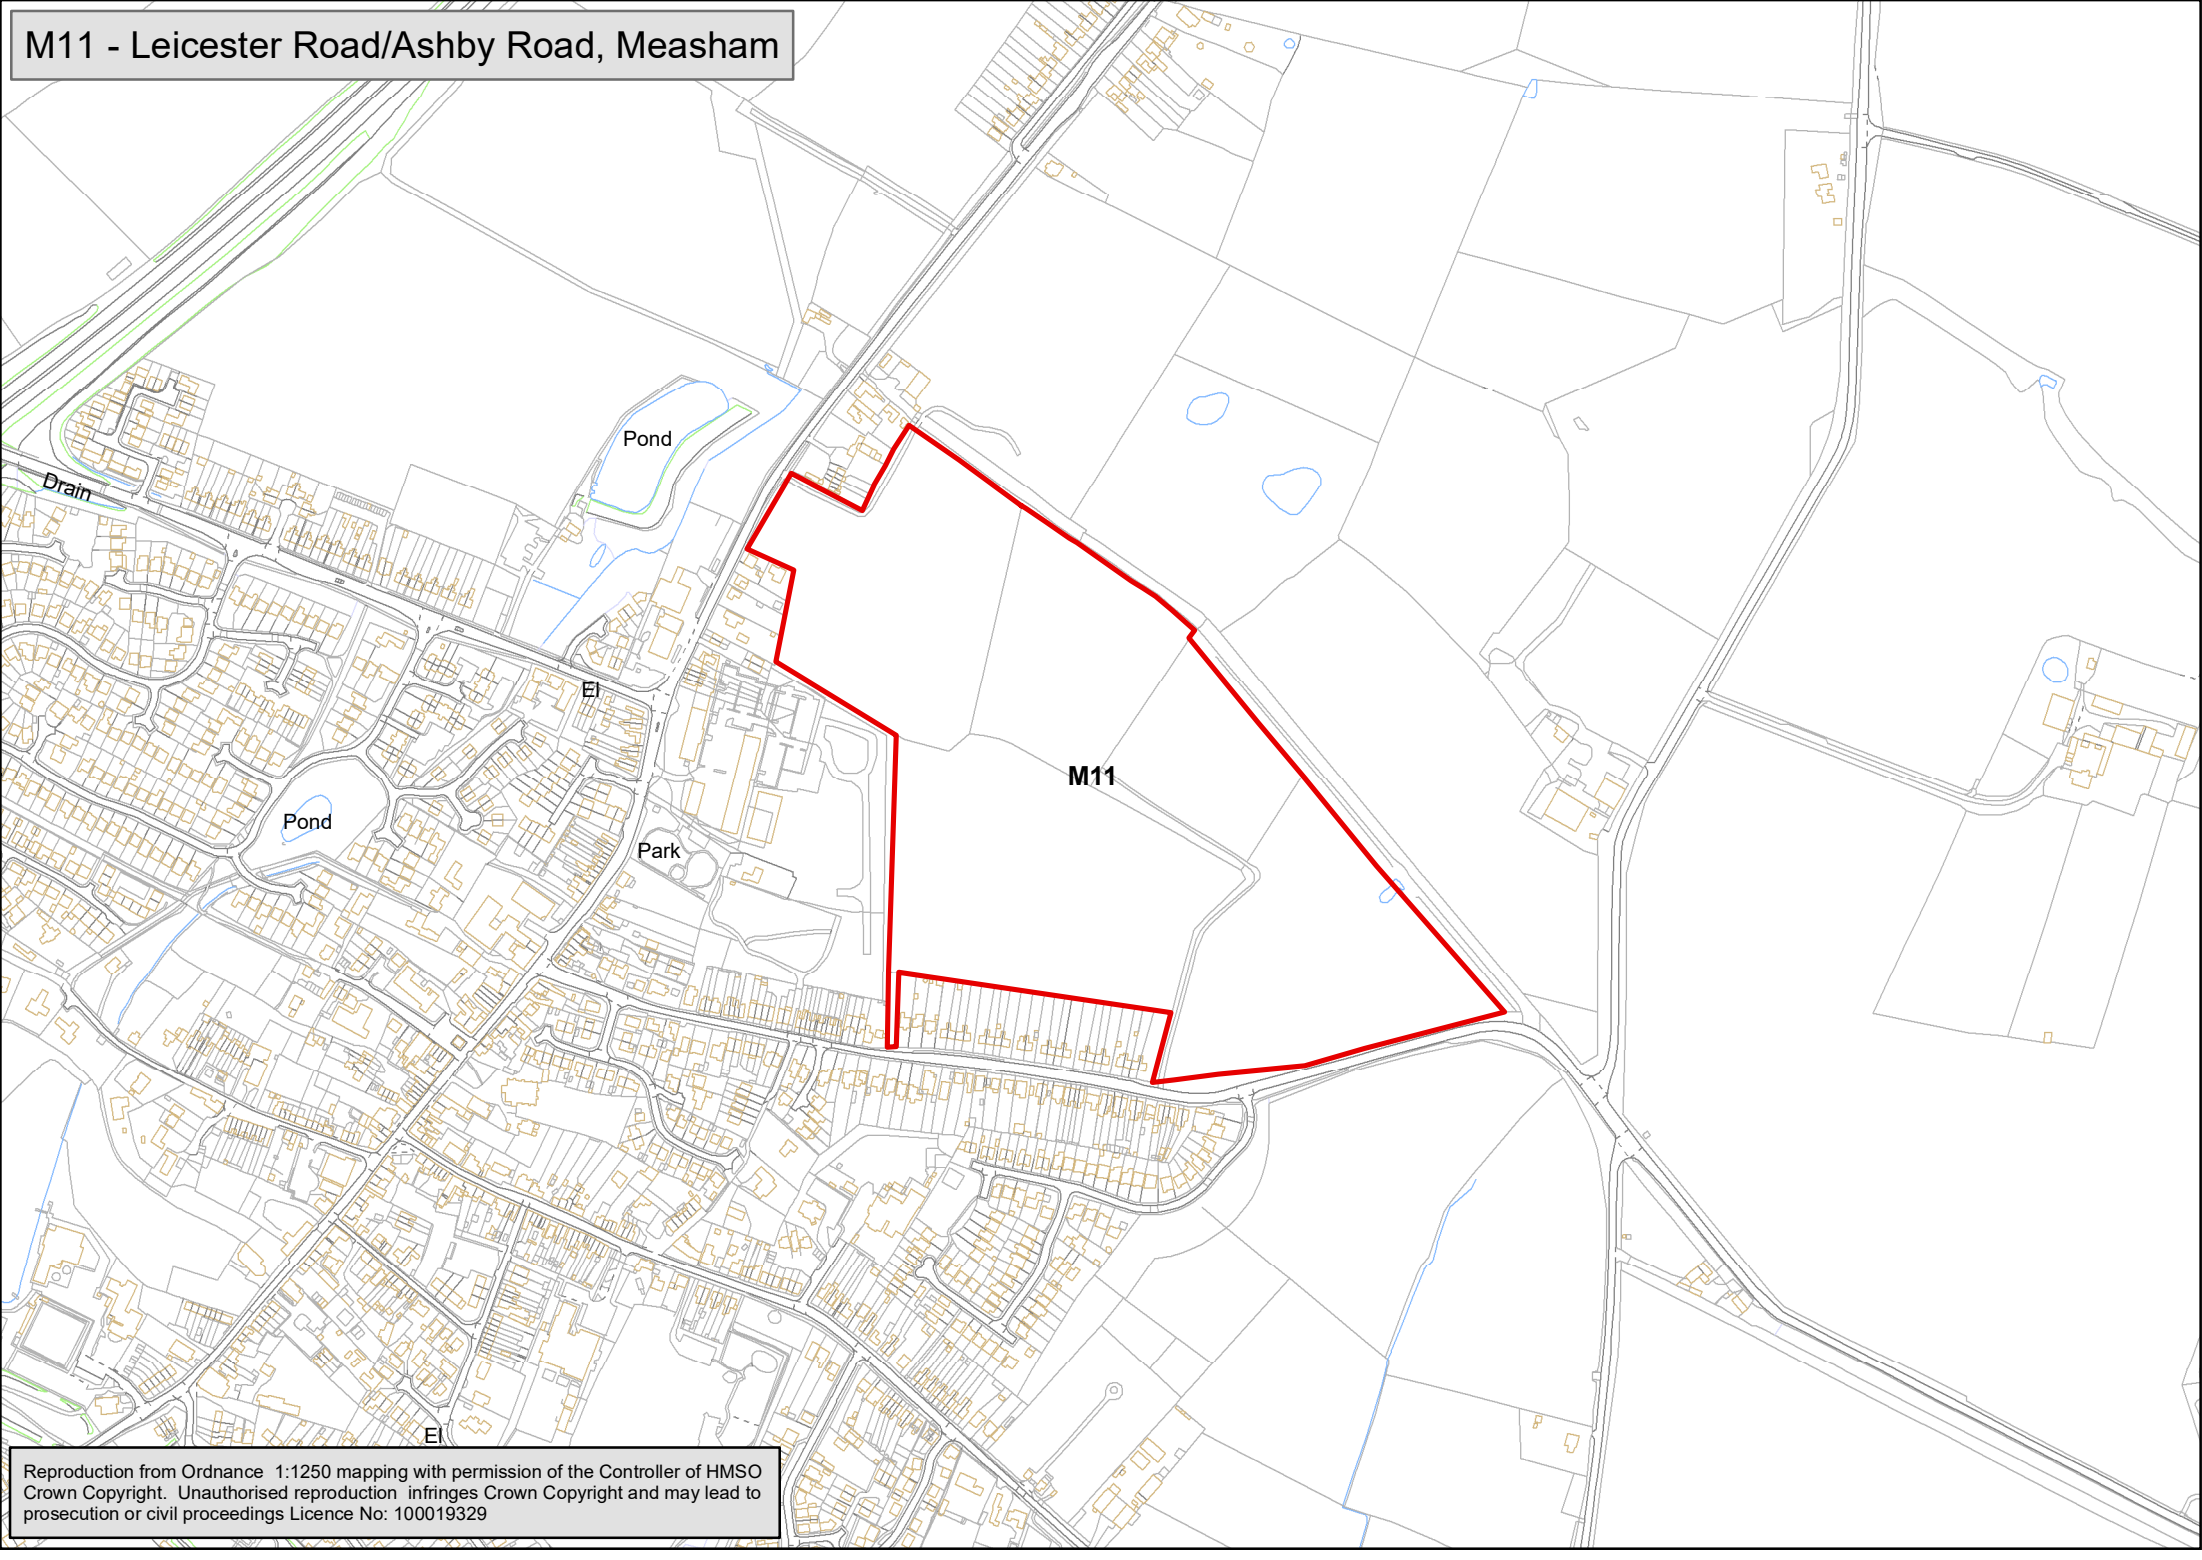 M11 - Leicester Road/Ashby Road, Measham
Pond
Drain
El
M11
Pond
Park
El
Reproduction from Ordnance 1:1250 mapping with permission of the Controller of HMSO
Crown Copyright. Unauthorised reproduction infringes Crown Copyright and may lead to
prosecution or civil proceedings Licence No: 100019329